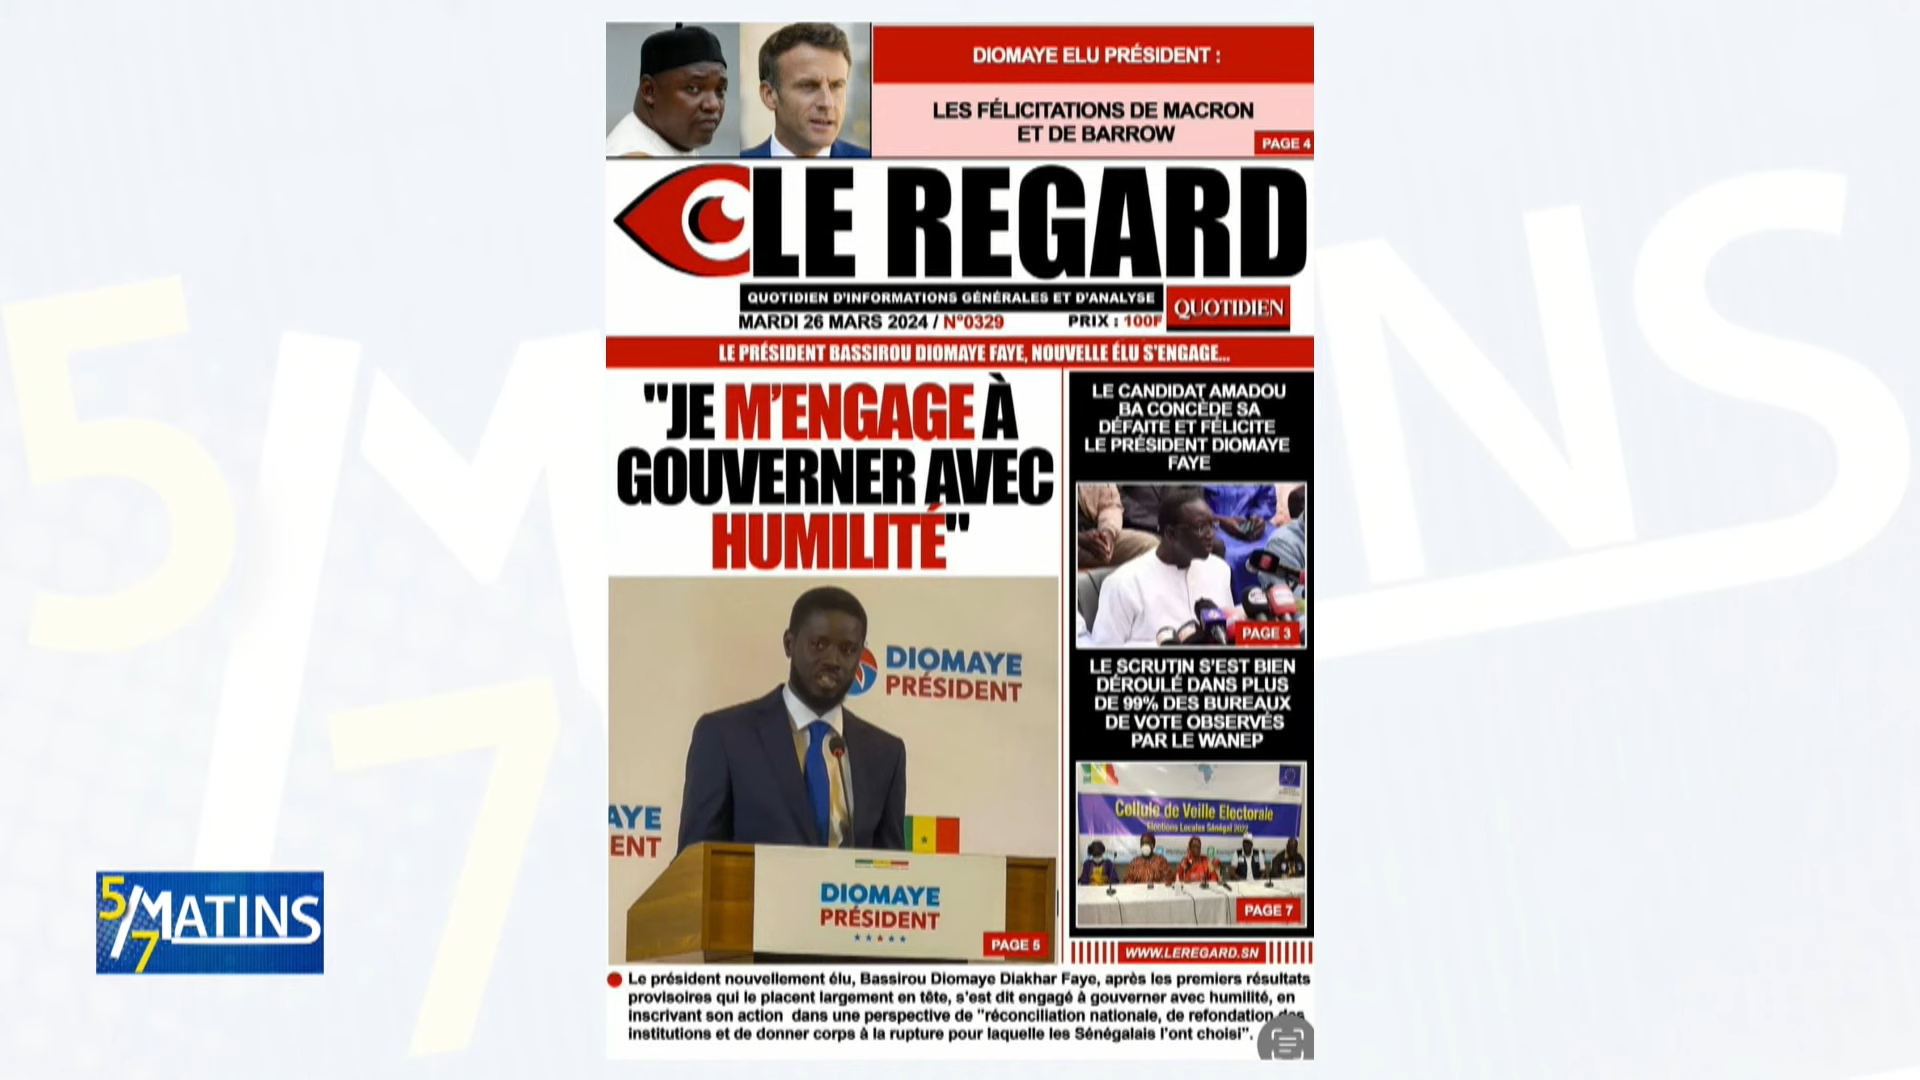 DIOMAYE ELU PRÉSIDENT :
LES FÉLICITATIONS DE MACRON
ET DE BARROW
PAGE 4
LE REGARD
QUOTIDIEN D'INFORMATIONS GÉNÉRALES ET D'ANALYSE
QUOTIDIEN
MARDI 26 MARS 2024 / N°0329
PRIX : 100F
LE PRÉSIDENT BASSIROU DIOMAYE FAYE, NOUVELLE ÉLU S'ENGAGE...
"JE M'ENGAGE À
GOUVERNER AVEC
HUMILITÉ"
DIOMAYE
PRÉSIDENT
AYE
ENT
DIOMAYE
PRÉSIDENT
PAGE 5
LE CANDIDAT AMADOU
BA CONCÈDE SA
DÉFAITE ET FÉLICITE
LE PRÉSIDENT DIOMAYE
FAYE
PAGE 3
LE SCRUTIN S'EST BIEN
DÉROULÉ DANS PLUS
DE 99% DES BUREAUX
DE VOTE OBSERVÉS
PAR LE WANEP
Cellule de Veille Electorale
Elections Locales Sénégal 2022
PAGE 7
WWW.LEREGARD.SN
Le président nouvellement élu, Bassirou Diomaye Diakhar Faye, après les premiers résultats
provisoires qui le placent largement en tête, s'est dit engagé à gouverner avec humilité, en
inscrivant son action dans une perspective de "réconciliation nationale, de refondation des
institutions et de donner corps à la rupture pour laquelle les Sénégalais l'ont choisi".
5/7 MATINS
5/7 M NS